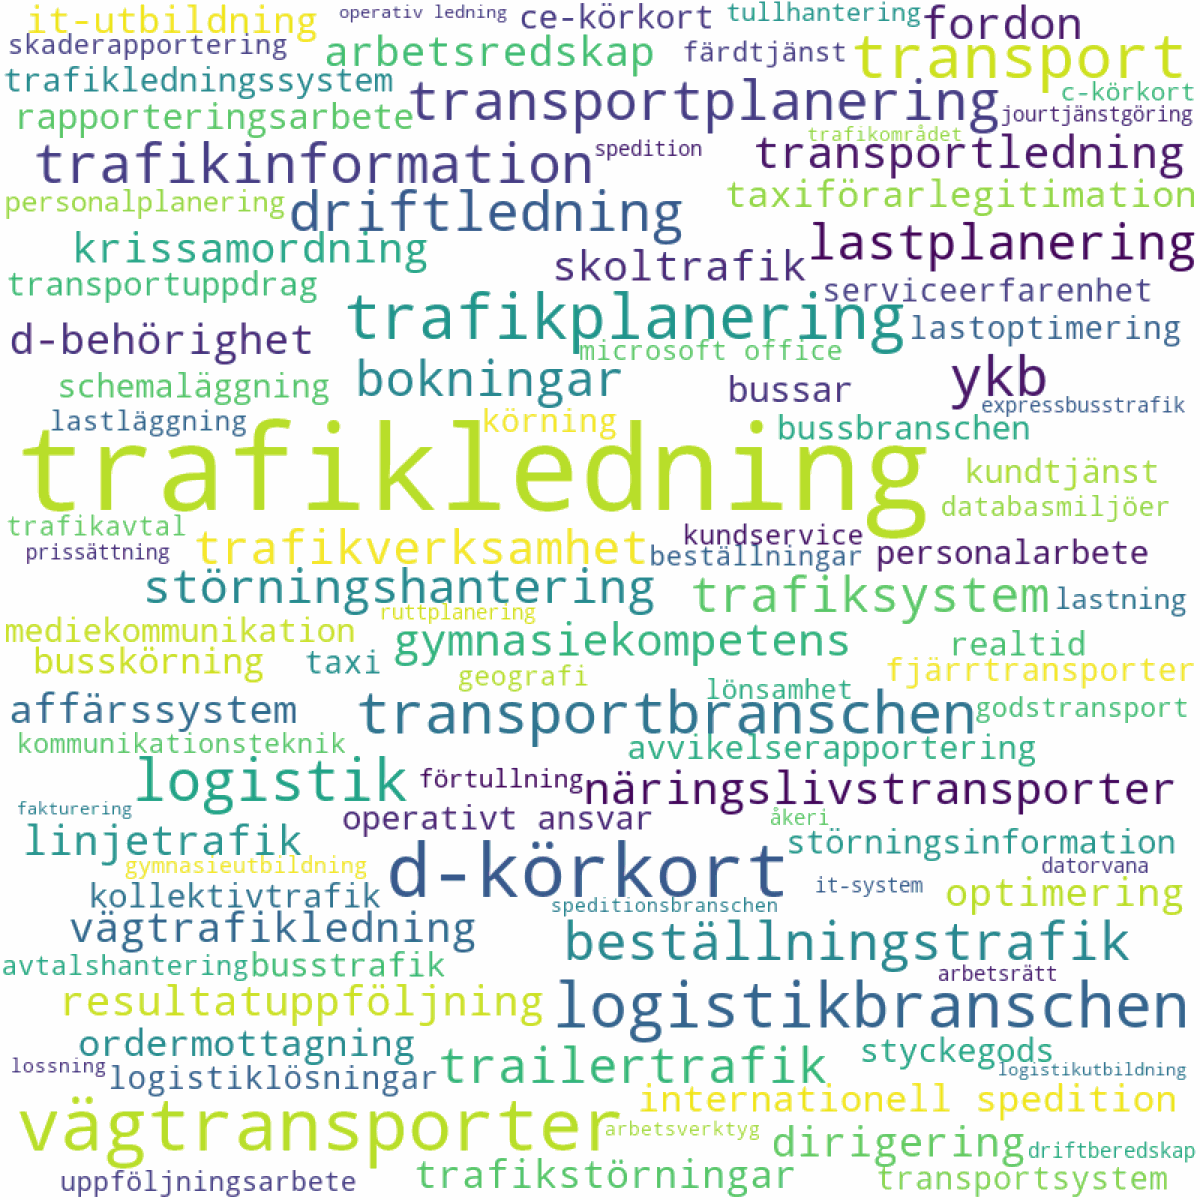 it-utbildning
operativ ledning
ce-körkort
tullhantering
fordon
skaderapportering
arbetsredskap
färdtjänst
transport
trafikledningssystem
transportplanering
c-körkort
rapporteringsarbete
jourtjänstgöring
trafikområdet
trafikinformation
spedition
transportledning
personalplanering
driftledning
taxiförarlegitimation
krissamordning
skoltrafik
lastplanering
transportuppdrag
serviceerfarenhet
trafikplanering
d-behörighet
lastoptimering
microsoft office
schemaläggning
bokningar
bussar
ykb
lastläggning
körning
expressbusstrafik
bussbranschen
trafikledning
kundtjänst
databasmiljöer
trafikavtal
prissättning
trafikverksamhet
kundservice
beställningar
personalarbete
störningshantering
trafiksystem
lastning
ruttplanering
mediekommunikation
gymnasiekompetens
realtid
busskörning
taxi
geografi
fjärrtransporter
lönsamhet
affärssystem
transportbranschen
godstransport
kommunikationsteknik
avvikelserapportering
logistik
förtullning
näringslivstransporter
fakturering
operativt ansvar
åkeri
linjetrafik
störningsinformation
gymnasieutbildning
d-körkort
datorvana
kollektivtrafik
it-system
optimering
speditionsbranschen
vägtrafikledning
beställningstrafik
avtalshantering
busstrafik
arbetsrätt
resultatuppföljning
logistikbranschen
ordermottagning
styckegods
lossning
logistiklösningar
trailertrafik
logistikutbildning
internationell spedition
vägtransporter
arbetsverktyg
dirigering
driftberedskap
uppföljningsarbete
trafikstörningar
transportsystem